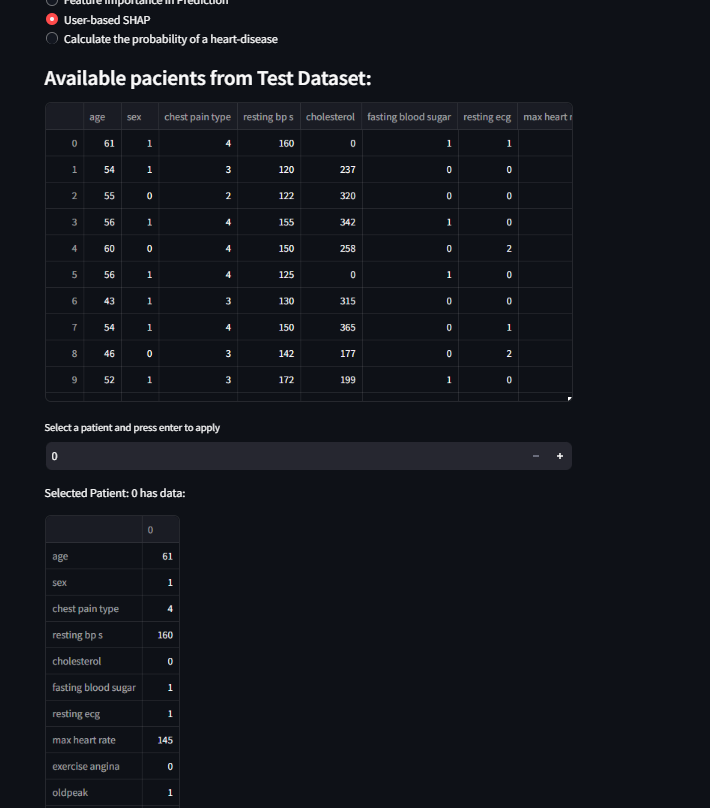 Feature Importance in Prediction
User-based SHAP
Calculate the probability of a heart-disease
Available pacients from Test Dataset:
age sex chest pain type resting bp s cholesterol fasting blood sugar resting ecg max heart r
0 61 1 4 160 0 1 1
1 54 1 3 120 237 0 0
2 55 0 2 122 320 0 0
3 56 1 4 155 342 1 0
4 60 0 4 150 258 0 2
5 56 1 4 125 0 1 0
6 43 1 3 130 315 0 0
7 54 1 4 150 365 0 1
8 46 0 3 142 177 0 2
9 52 1 3 172 199 1 0
Select a patient and press enter to apply
0 − +
Selected Patient: 0 has data:
0
age 61
sex 1
chest pain type 4
resting bp s 160
cholesterol 0
fasting blood sugar 1
resting ecg 1
max heart rate 145
exercise angina 0
oldpeak 1